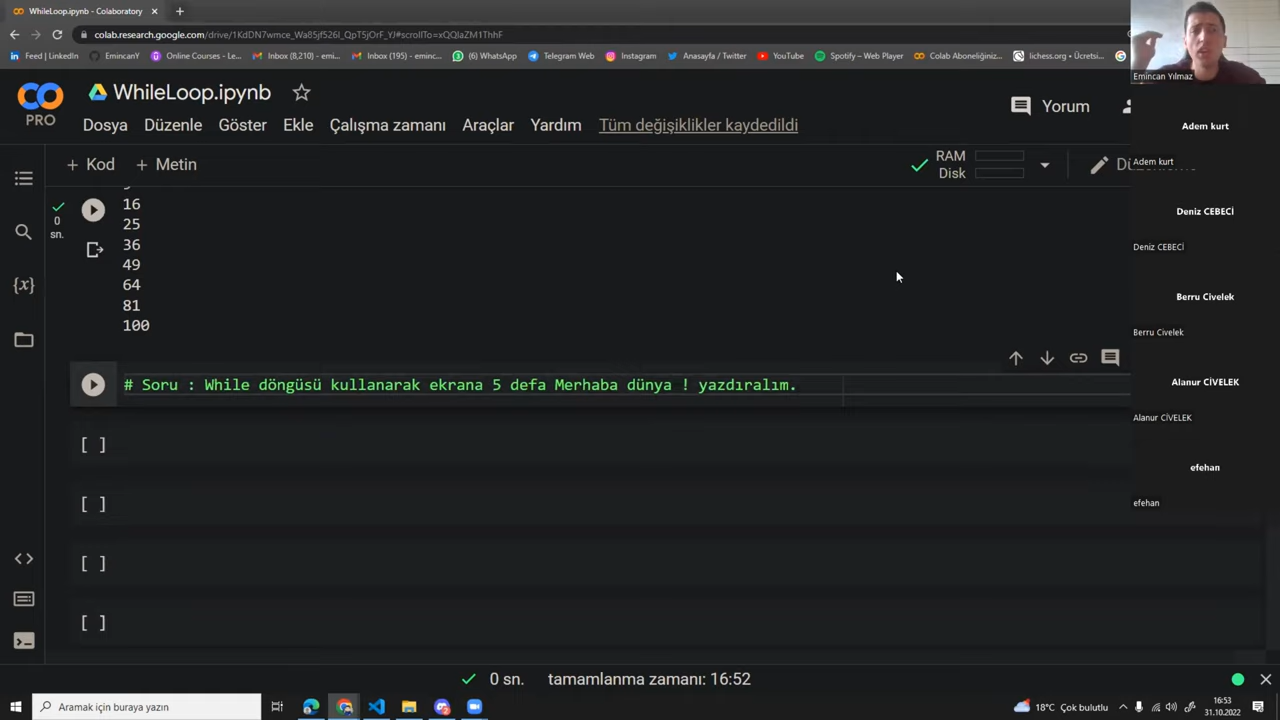 WhileLoop.ipynb - Colaboratory
colab.research.google.com/drive/1KdDN7wmce_Wa85jf526I_QpT5jOrF_YJ#scrollTo=xQQlaZM1ThhF
Feed | LinkedIn
EmincanY
Online Courses - Le...
Inbox (8,210) - emi...
Inbox (195) - eminc...
(6) WhatsApp
Telegram Web
Instagram
Anasayfa / Twitter
YouTube
Spotify – Web Player
Colab Aboneliğiniz...
lichess.org • Ücretsi...
Emincan Yılmaz
CO
PRO
WhileLoop.ipynb
Yorum
Dosya Düzenle Göster Ekle Çalışma zamanı Araçlar Yardım Tüm değişiklikler kaydedildi
+ Kod + Metin
RAM
Disk
Adem kurt
Adem kurt
0
sn.
16
25
36
49
64
81
100
Deniz CEBECİ
Deniz CEBECİ
Berru Civelek
Berru Civelek
# Soru : While döngüsü kullanarak ekrana 5 defa Merhaba dünya ! yazdıralım.
Alanur CİVELEK
Alanur CİVELEK
[ ]
efehan
efehan
[ ]
[ ]
[ ]
0 sn. tamamlanma zamanı: 16:52
Aramak için buraya yazın
18°C Çok bulutlu
16:53
31.10.2022